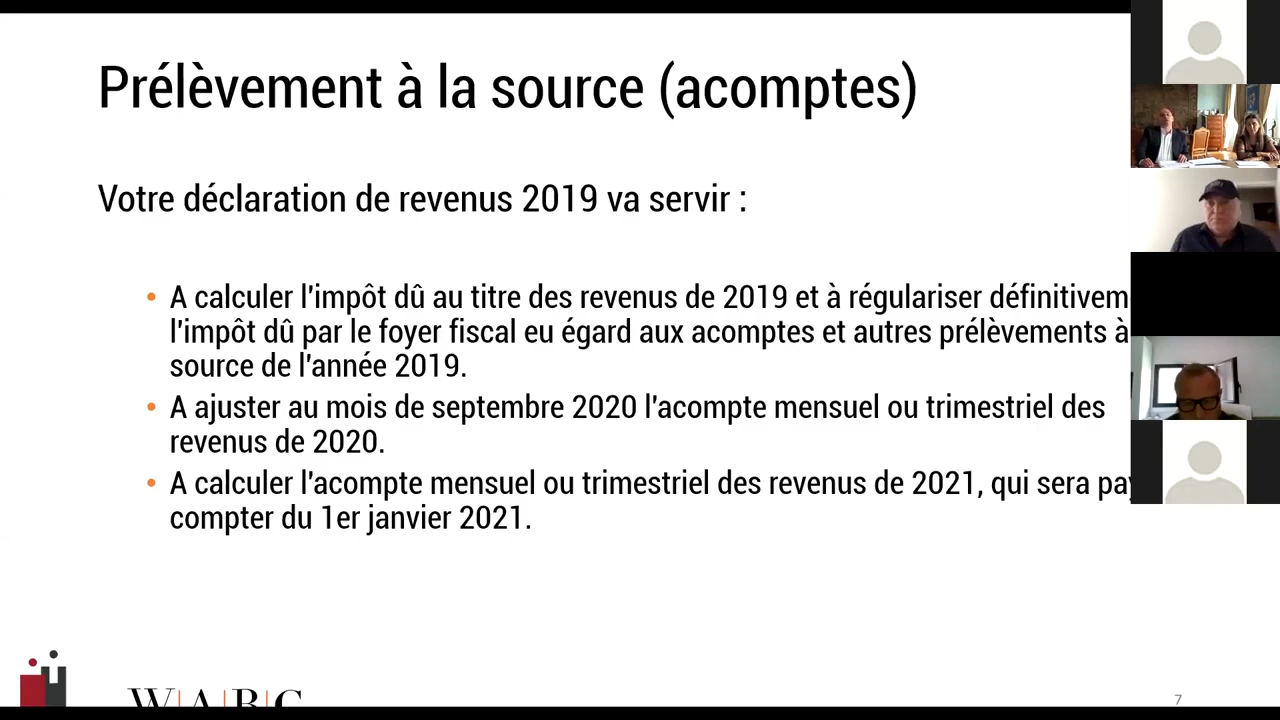 Prélèvement à la source (acomptes)
Votre déclaration de revenus 2019 va servir :
• A calculer l'impôt dû au titre des revenus de 2019 et à régulariser définitivem
l'impôt dû par le foyer fiscal eu égard aux acomptes et autres prélèvements à
source de l'année 2019.
• A ajuster au mois de septembre 2020 l'acompte mensuel ou trimestriel des
revenus de 2020.
• A calculer l'acompte mensuel ou trimestriel des revenus de 2021, qui sera pay
compter du 1er janvier 2021.
W|A|B|C
7